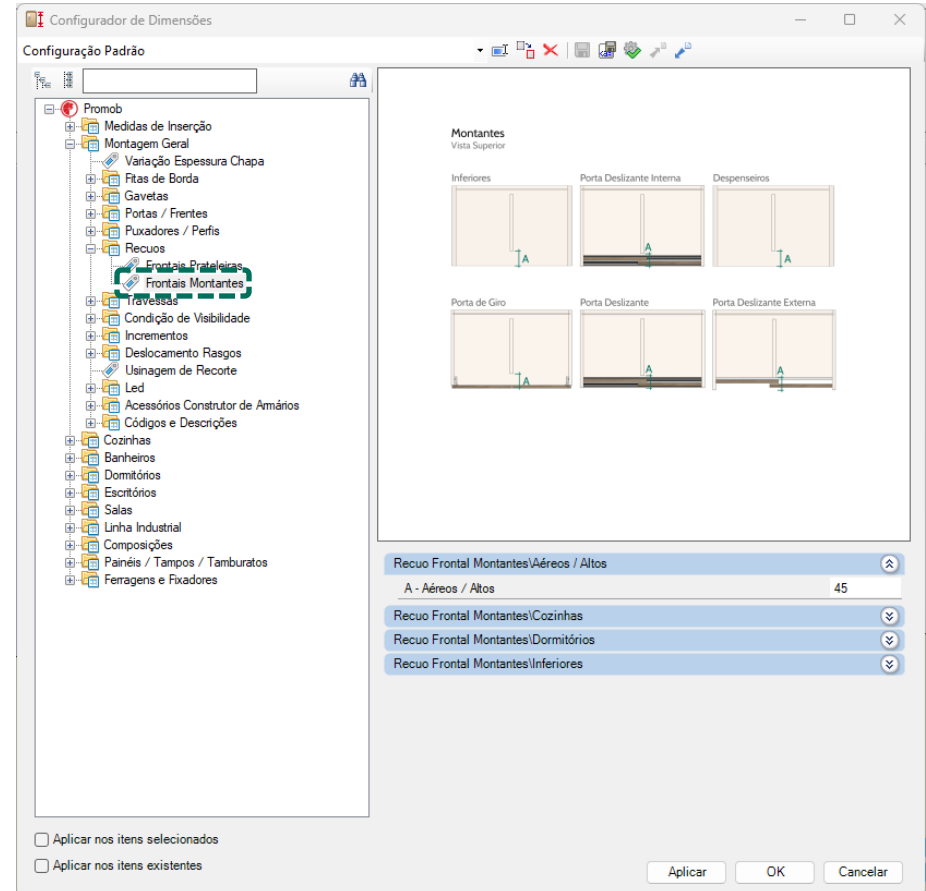 Configurador de Dimensões
Configuração Padrão
Promob
Medidas de Inserção
Montagem Geral
Variação Espessura Chapa
Fitas de Borda
Gavetas
Portas / Frentes
Puxadores / Perfis
Recuos
Frontais Prateleiras
Frontais Montantes
Travessas
Condição de Visibilidade
Incrementos
Deslocamento Rasgos
Usinagem de Recorte
Led
Acessórios Construtor de Armários
Códigos e Descrições
Cozinhas
Banheiros
Dormitórios
Escritórios
Salas
Linha Industrial
Composições
Painéis / Tampos / Tamburatos
Ferragens e Fixadores
Montantes
Vista Superior
Inferiores Porta Deslizante Interna Despenseiros
A A A
Porta de Giro Porta Deslizante Porta Deslizante Externa
A A A
Recuo Frontal Montantes\Aéreos / Altos
A - Aéreos / Altos 45
Recuo Frontal Montantes\Cozinhas
Recuo Frontal Montantes\Dormitórios
Recuo Frontal Montantes\Inferiores
Aplicar nos itens selecionados
Aplicar nos itens existentes
Aplicar OK Cancelar